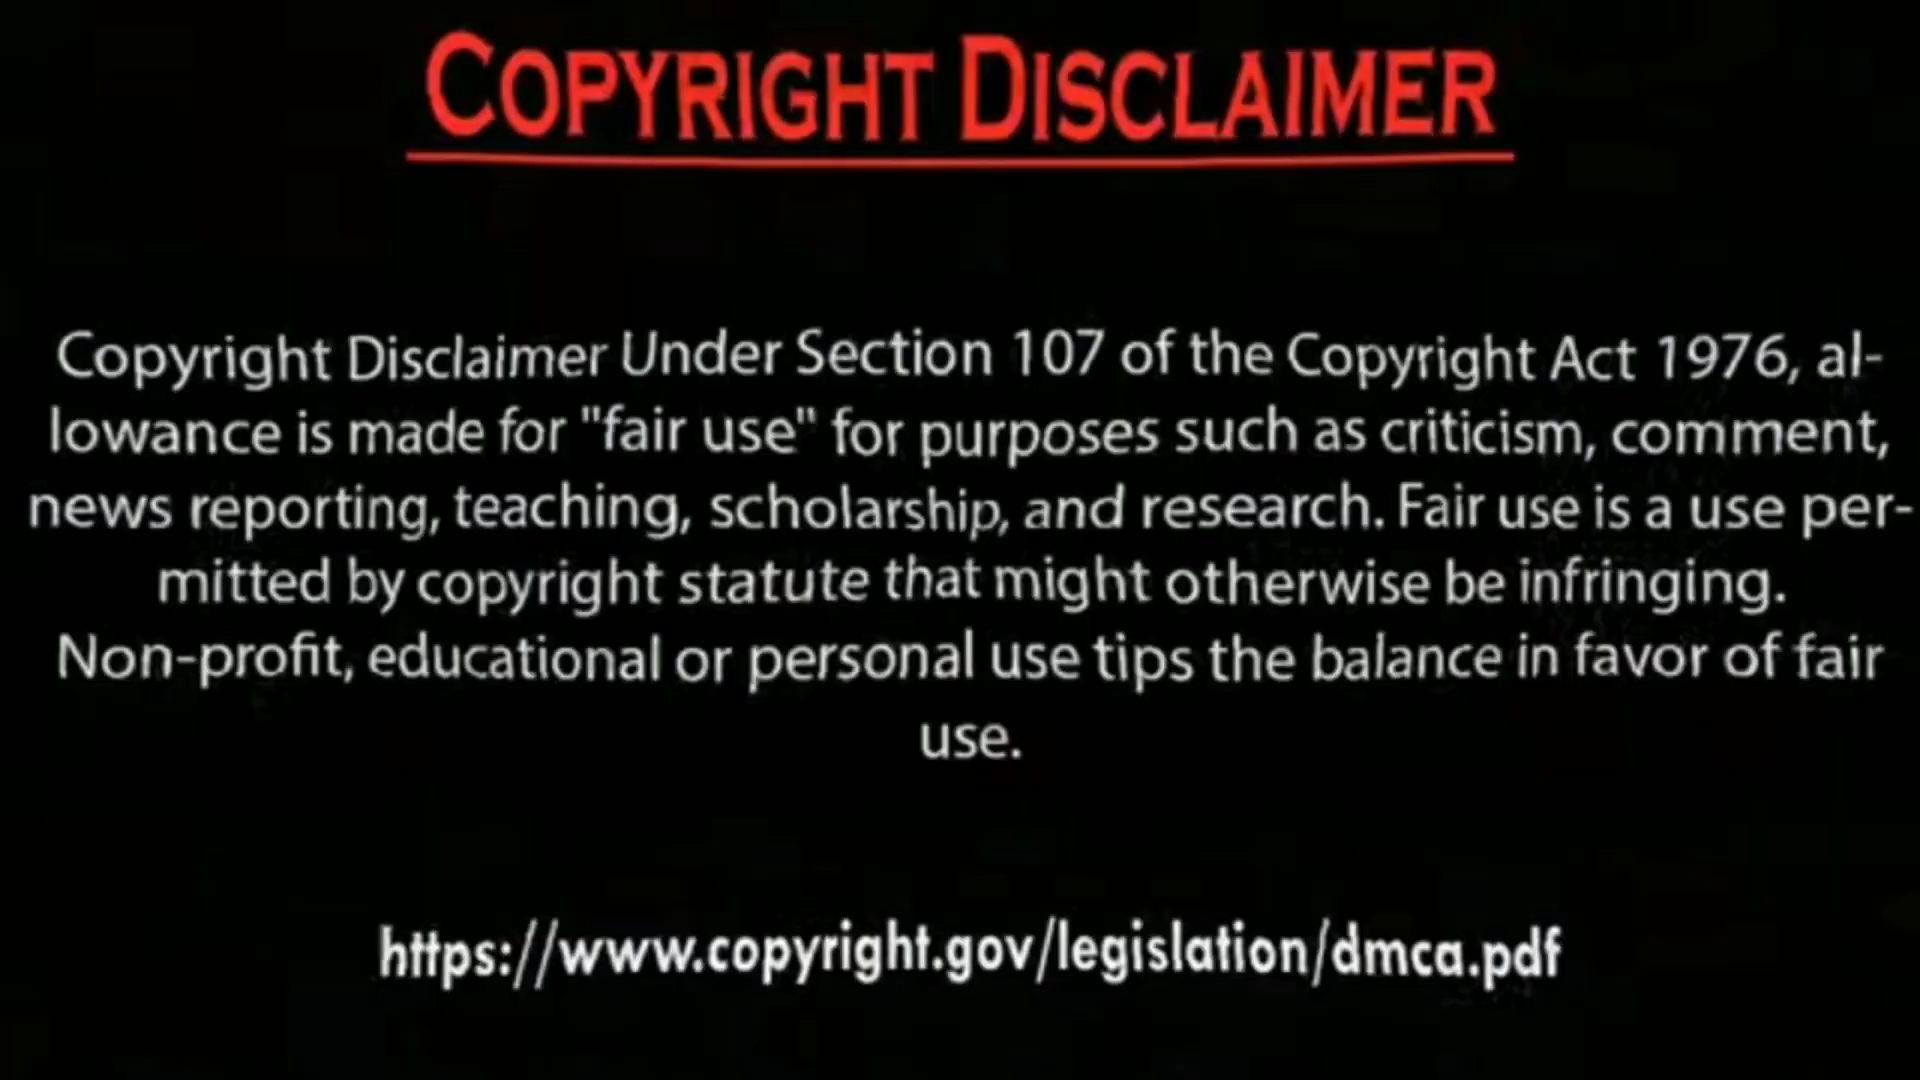 COPYRIGHT DISCLAIMER
Copyright Disclaimer Under Section 107 of the Copyright Act 1976, al-
lowance is made for "fair use" for purposes such as criticism, comment,
news reporting, teaching, scholarship, and research. Fair use is a use per-
mitted by copyright statute that might otherwise be infringing.
Non-profit, educational or personal use tips the balance in favor of fair
use.
https://www.copyright.gov/legislation/dmca.pdf